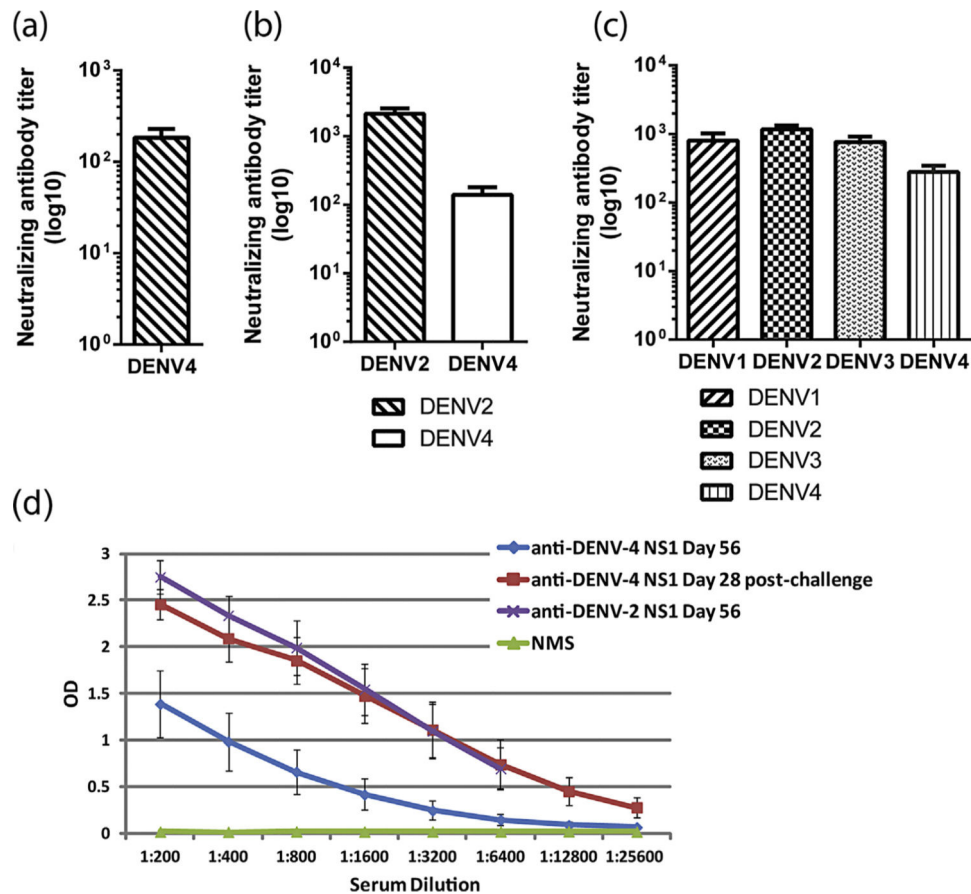 (a)
Neutralizing antibody titer
(log10)
10³
10²
10¹
10⁰
DENV4
(b)
Neutralizing antibody titer
(log10)
10⁴
10³
10²
10¹
10⁰
DENV2 DENV4
DENV2
DENV4
(c)
Neutralizing antibody titer
(log10)
10⁴
10³
10²
10¹
10⁰
DENV1 DENV2 DENV3 DENV4
DENV1
DENV2
DENV3
DENV4
(d)
OD
3
2.5
2
1.5
1
0.5
0
1:200 1:400 1:800 1:1600 1:3200 1:6400 1:12800 1:25600
Serum Dilution
anti-DENV-4 NS1 Day 56
anti-DENV-4 NS1 Day 28 post-challenge
anti-DENV-2 NS1 Day 56
NMS